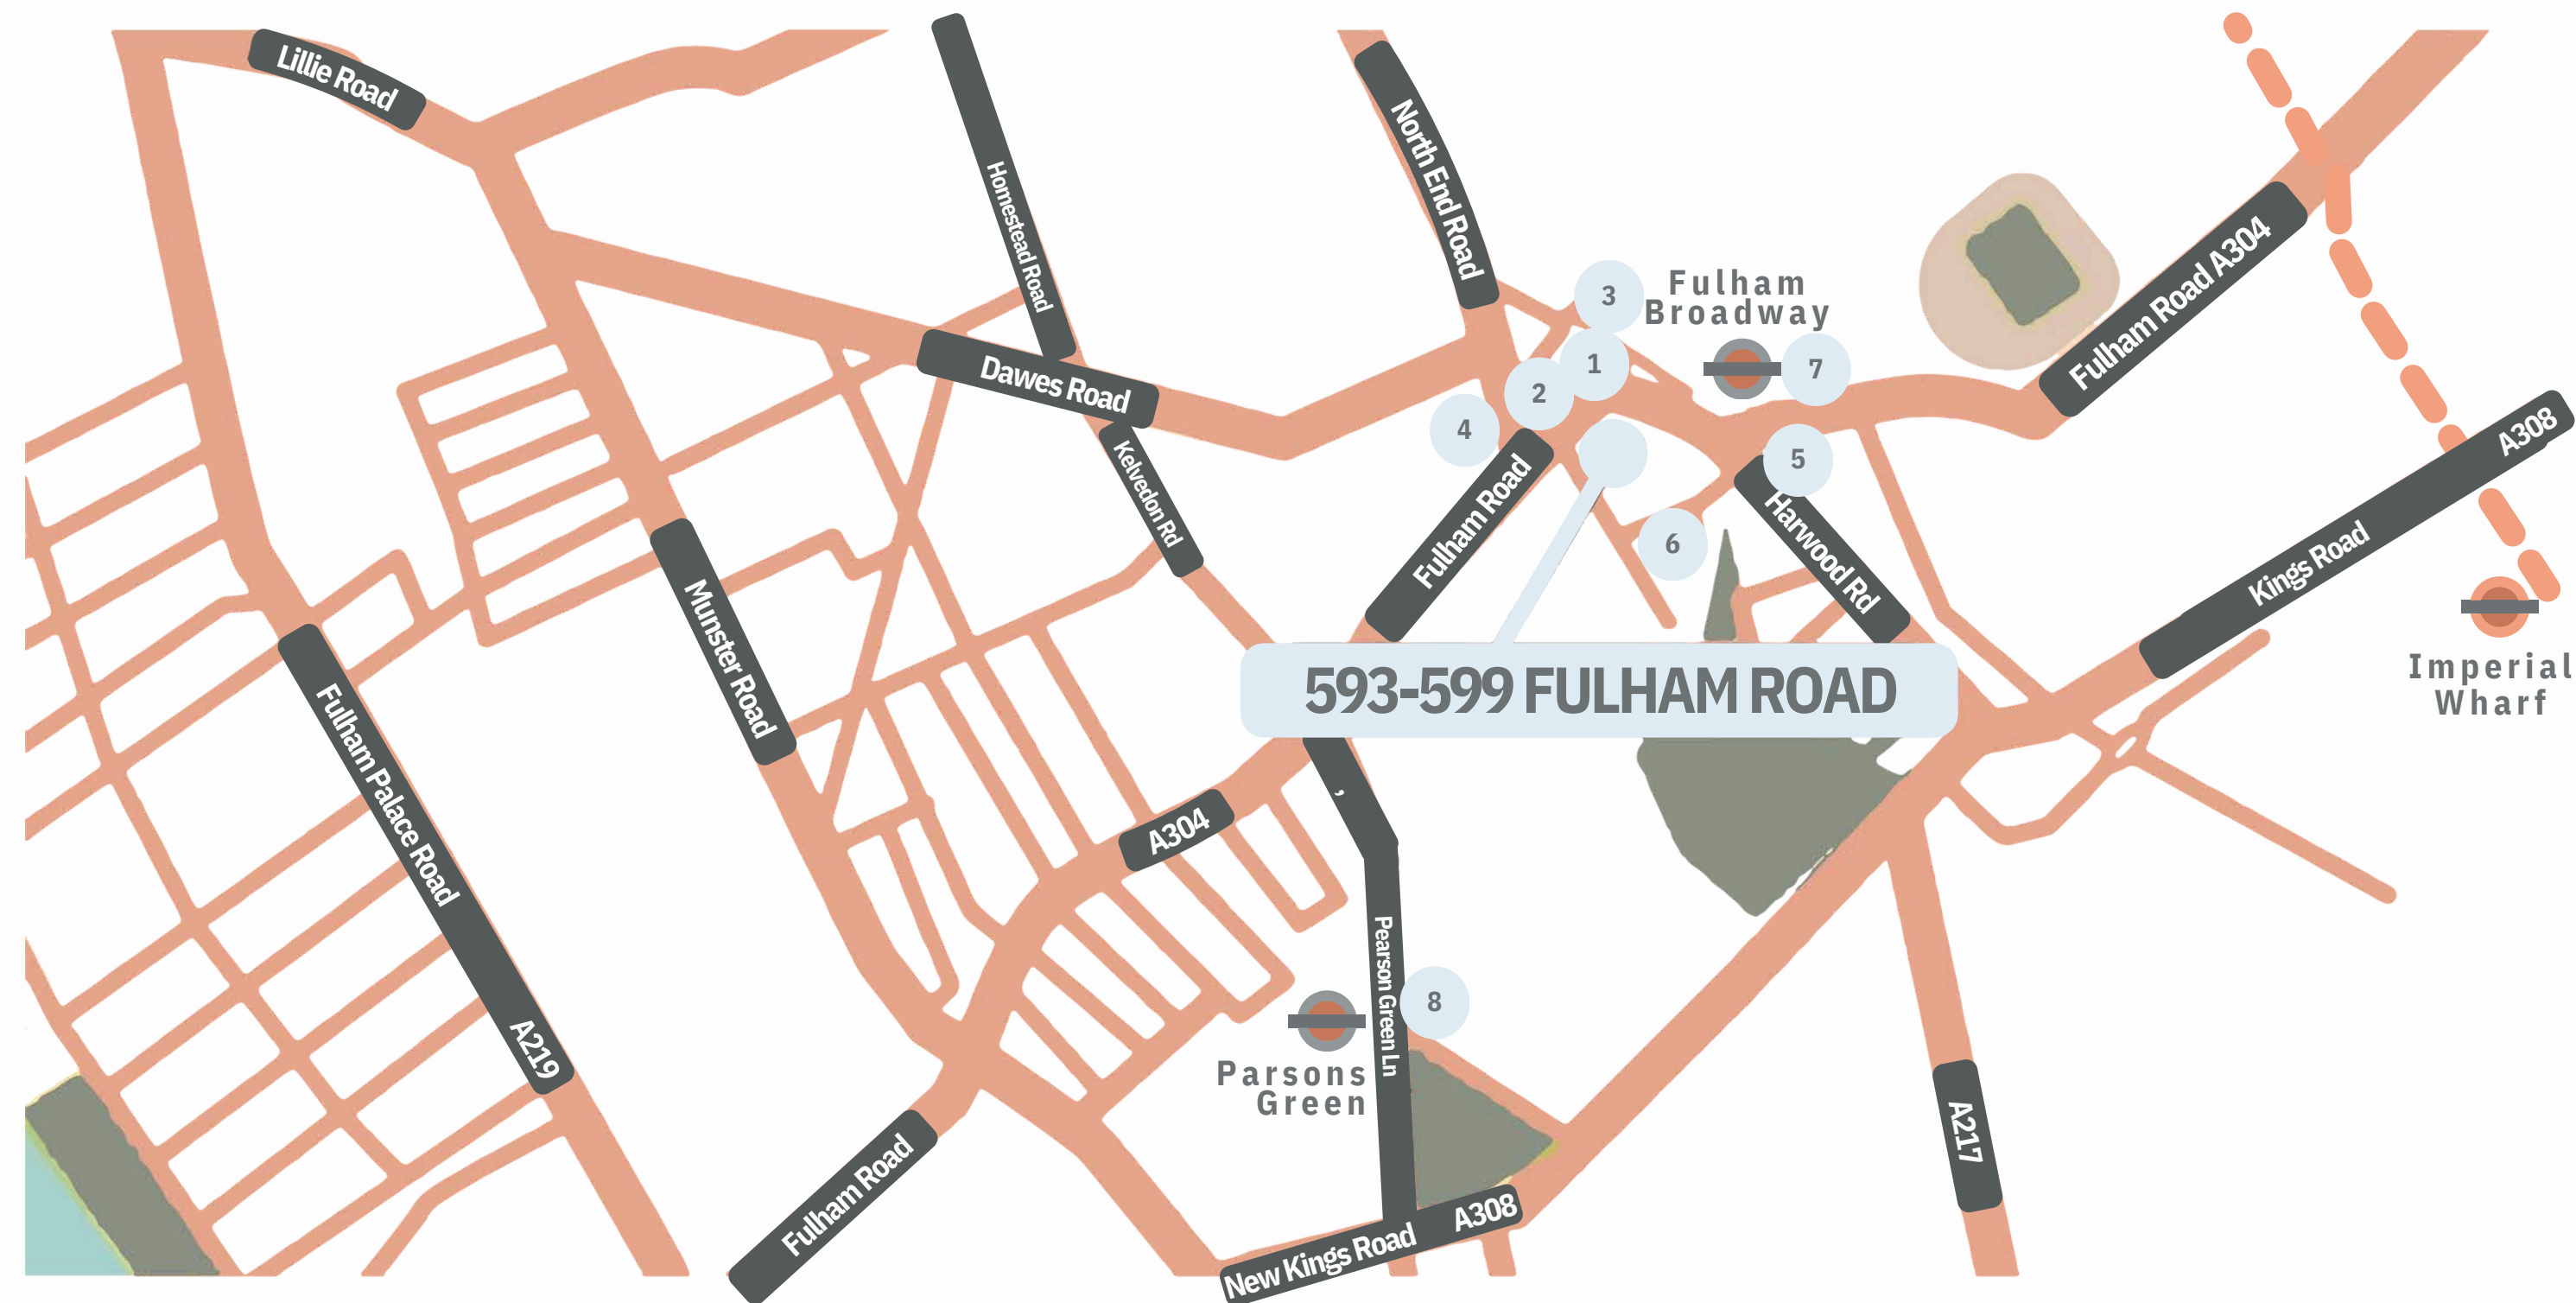 Lillie Road
Homestead Road
North End Road
Fulham Road A304
3
Fulham
Broadway
1
7
2
4
Dawes Road
5
A308
Kings Road
Kelvedon Rd
Fulham Road
6
Harwood Rd
Munster Road
593-599 FULHAM ROAD
Imperial
Wharf
Fulham Palace Road
A219
,
A304
Pearson Green Ln
8
Parsons
Green
A217
Fulham Road
New Kings Road
A308